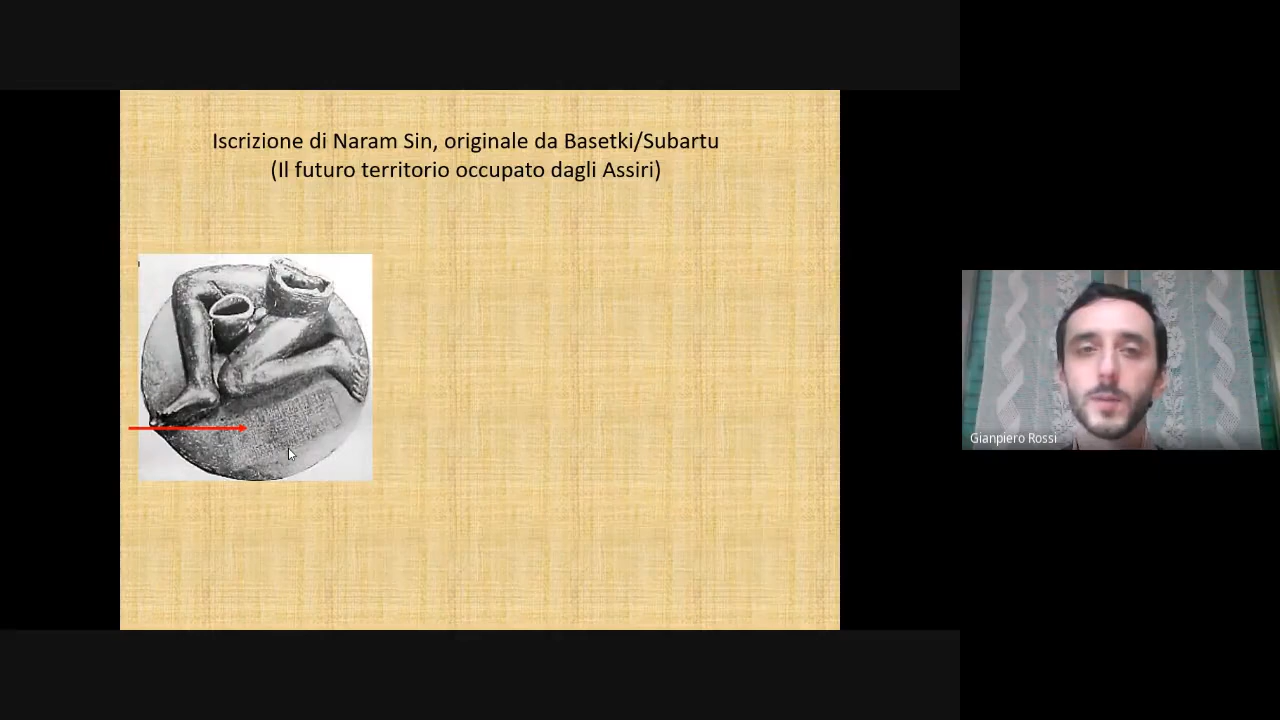 Iscrizione di Naram Sin, originale da Basetki/Subartu
(Il futuro territorio occupato dagli Assiri)
Gianpiero Rossi